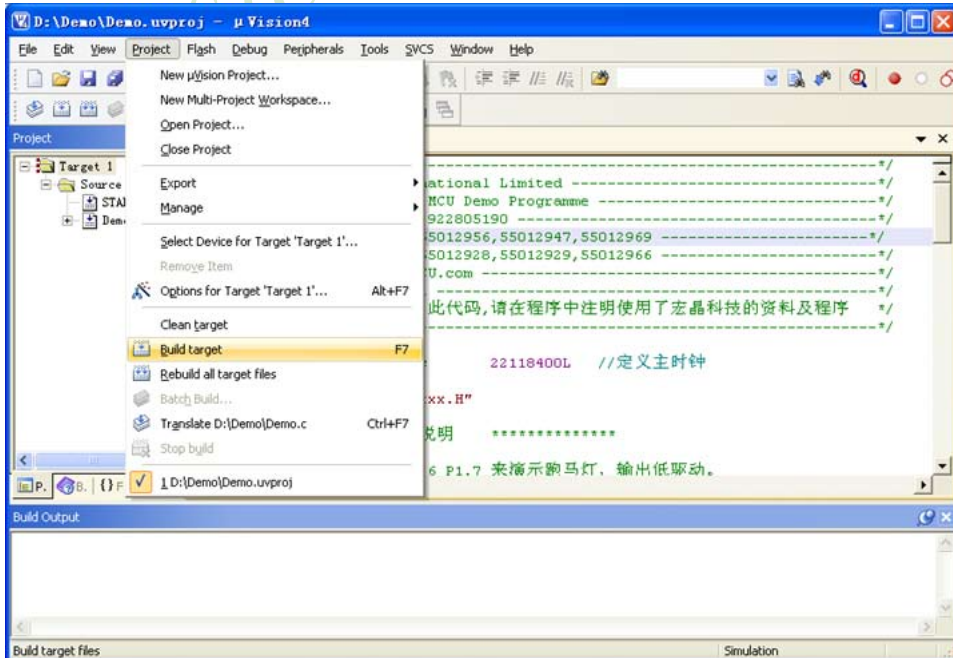 D:\Demo\Demo.uvproj - µVision4
File Edit View Project Flash Debug Peripherals Tools SVCS Window Help
New µVision Project...
New Multi-Project Workspace...
Open Project...
Close Project
Export
Manage
Select Device for Target 'Target 1'...
Remove Item
Options for Target 'Target 1'... Alt+F7
Clean target
Build target F7
Rebuild all target files
Batch Build...
Translate D:\Demo\Demo.c Ctrl+F7
Stop build
1 D:\Demo\Demo.uvproj
Project
Target 1
Source
STA
Demo
P. B. {} F
---------------------------------------------*/
ational Limited -------------------------------*/
MCU Demo Programme ----------------------------*/
922805190 -------------------------------------*/
55012956,55012947,55012969 ---------------------*/
55012928,55012929,55012966 ---------------------*/
U.com -----------------------------------------*/
---------------------------------------------*/
此代码,请在程序中注明使用了宏晶科技的资料及程序 */
---------------------------------------------*/
22118400L //定义主时钟
xx.H"
说明 **************
6 P1.7 来演示跑马灯, 输出低驱动。
Build Output
Build target files Simulation